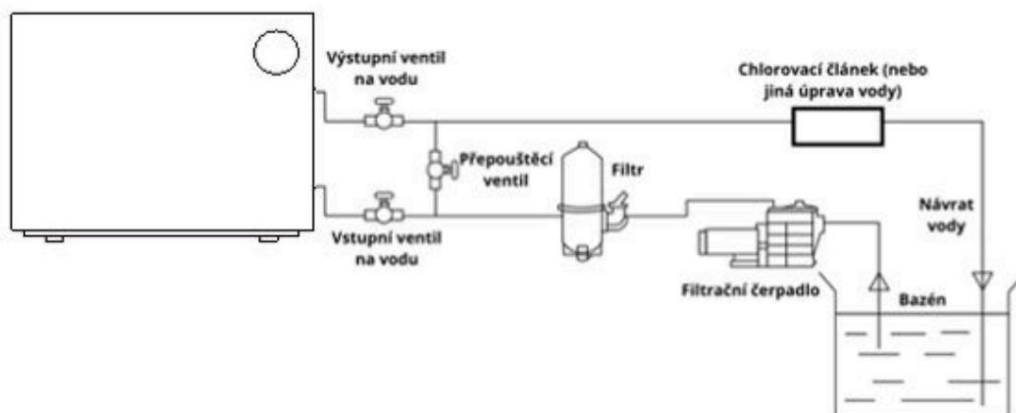 Výstupní ventil
na vodu
Chlorovací článek (nebo
jiná úprava vody)
Přepouštěcí
ventil
Filtr
Návrat
vody
Vstupní ventil
na vodu
Filtrační čerpadlo
Bazén